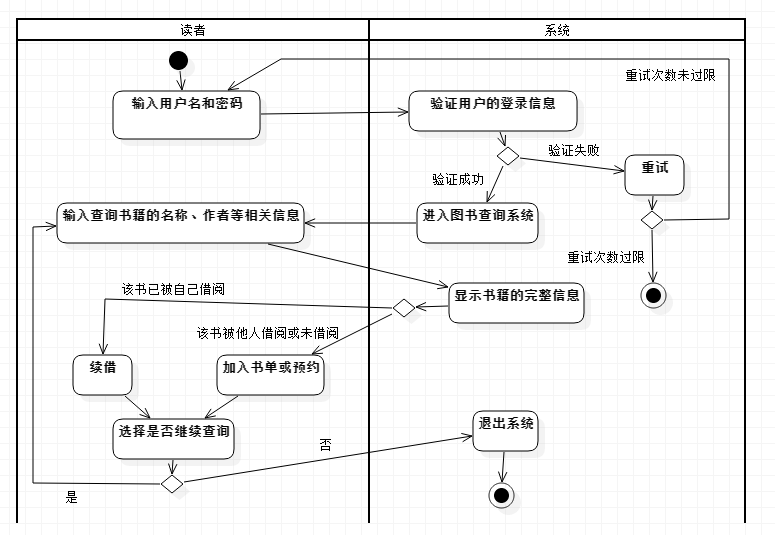 读者
系统
重试次数未过限
输入用户名和密码
验证用户的登录信息
验证失败
重试
验证成功
输入查询书籍的名称、作者等相关信息
进入图书查询系统
重试次数过限
该书已被自己借阅
显示书籍的完整信息
该书被他人借阅或未借阅
续借
加入书单或预约
选择是否继续查询
退出系统
否
是